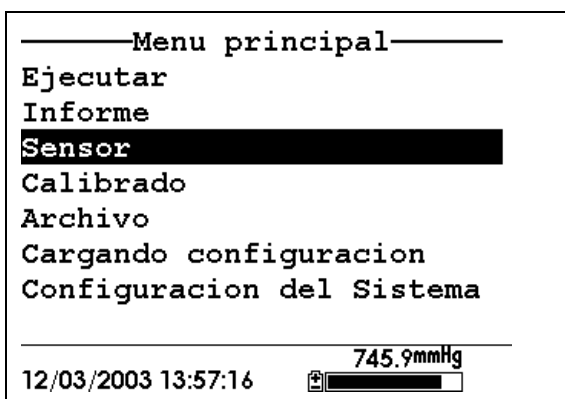 Menu principal
Ejecutar
Informe
Sensor
Calibrado
Archivo
Cargando configuracion
Configuracion del Sistema
745.9mmHg
12/03/2003 13:57:16